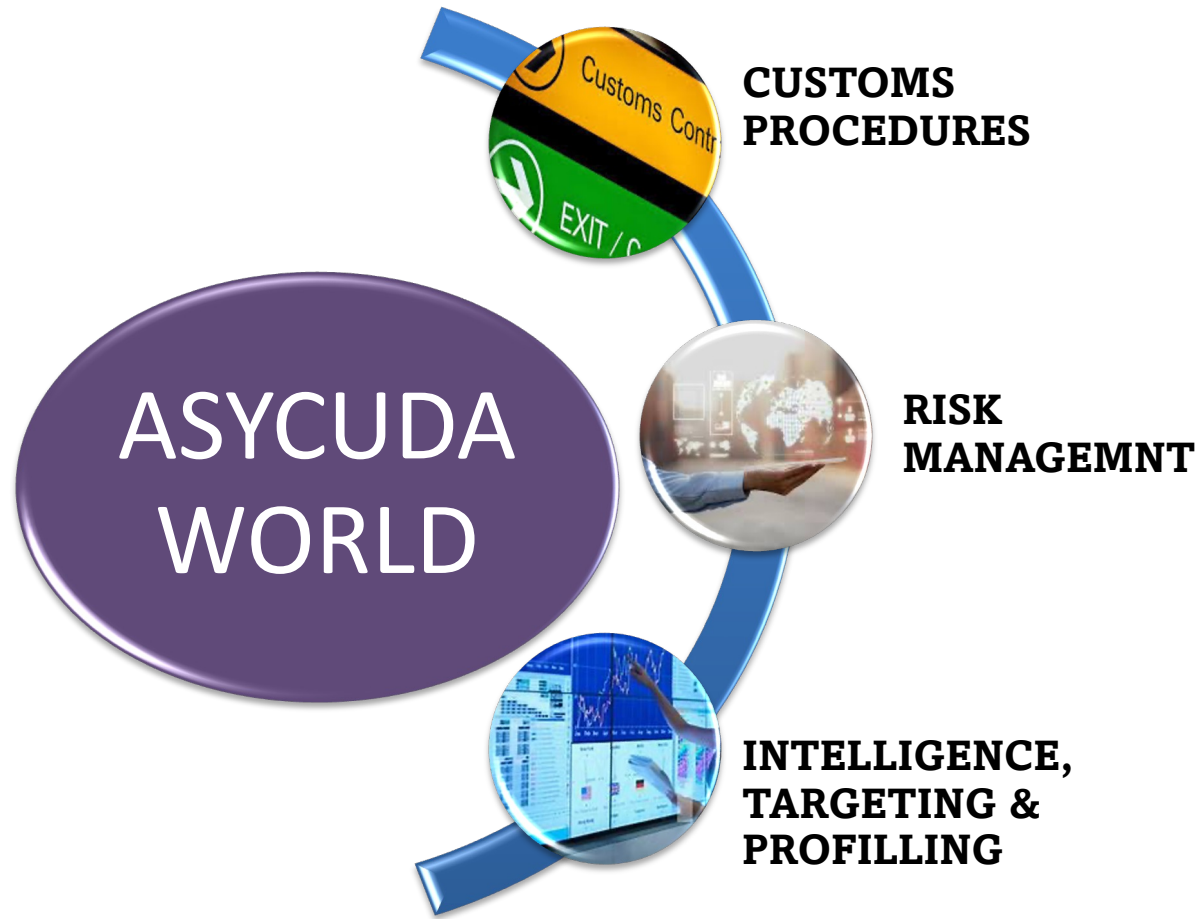 Customs Contr
EXIT / C
CUSTOMS
PROCEDURES
ASYCUDA
WORLD
RISK
MANAGEMNT
INTELLIGENCE,
TARGETING &
PROFILLING